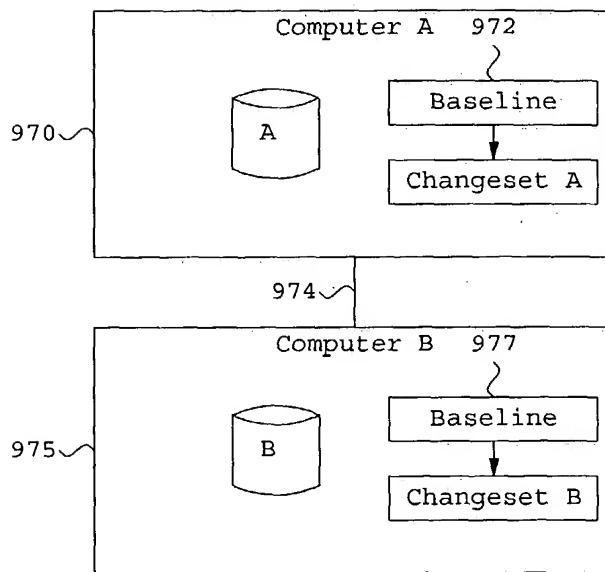 Computer A 972
Baseline
970
A
Changeset A
974
Computer B 977
Baseline
975
B
Changeset B